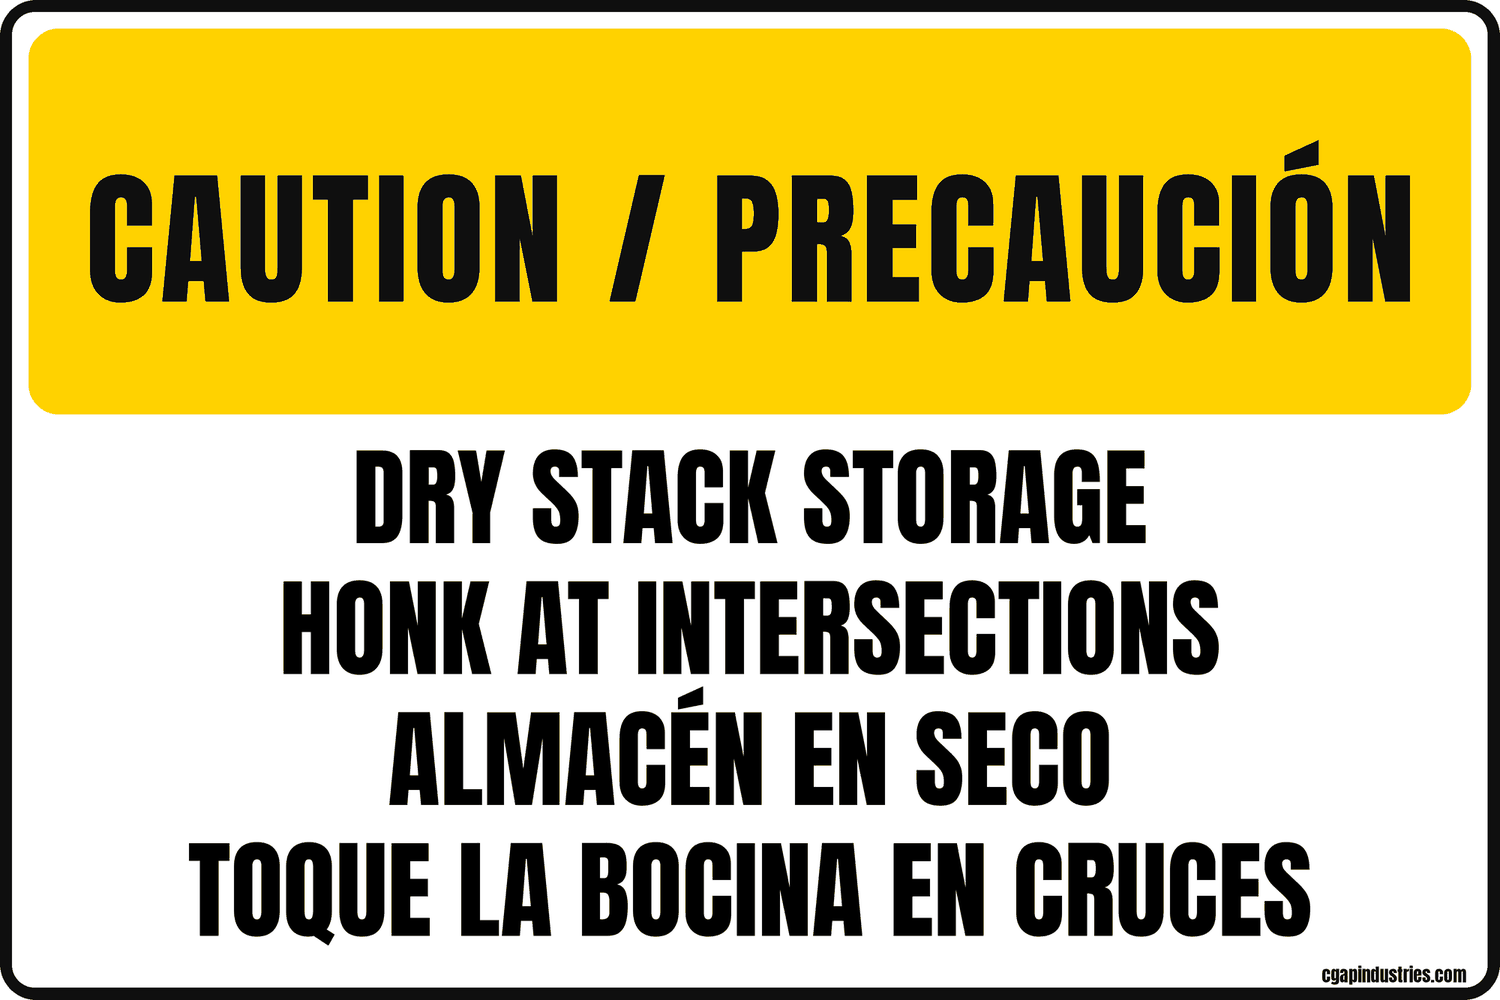 CAUTION / PRECAUCIÓN
DRY STACK STORAGE
HONK AT INTERSECTIONS
ALMACÉN EN SECO
TOQUE LA BOCINA EN CRUCES
cgapindustries.com